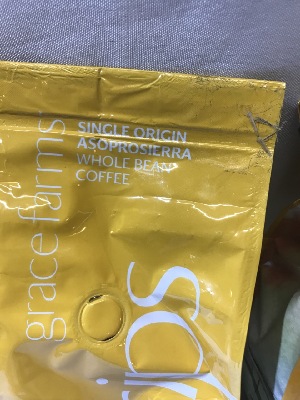 SINGLE ORIGIN
ASOPROSIERRA
WHOLE BEAN
COFFEE
grace farms